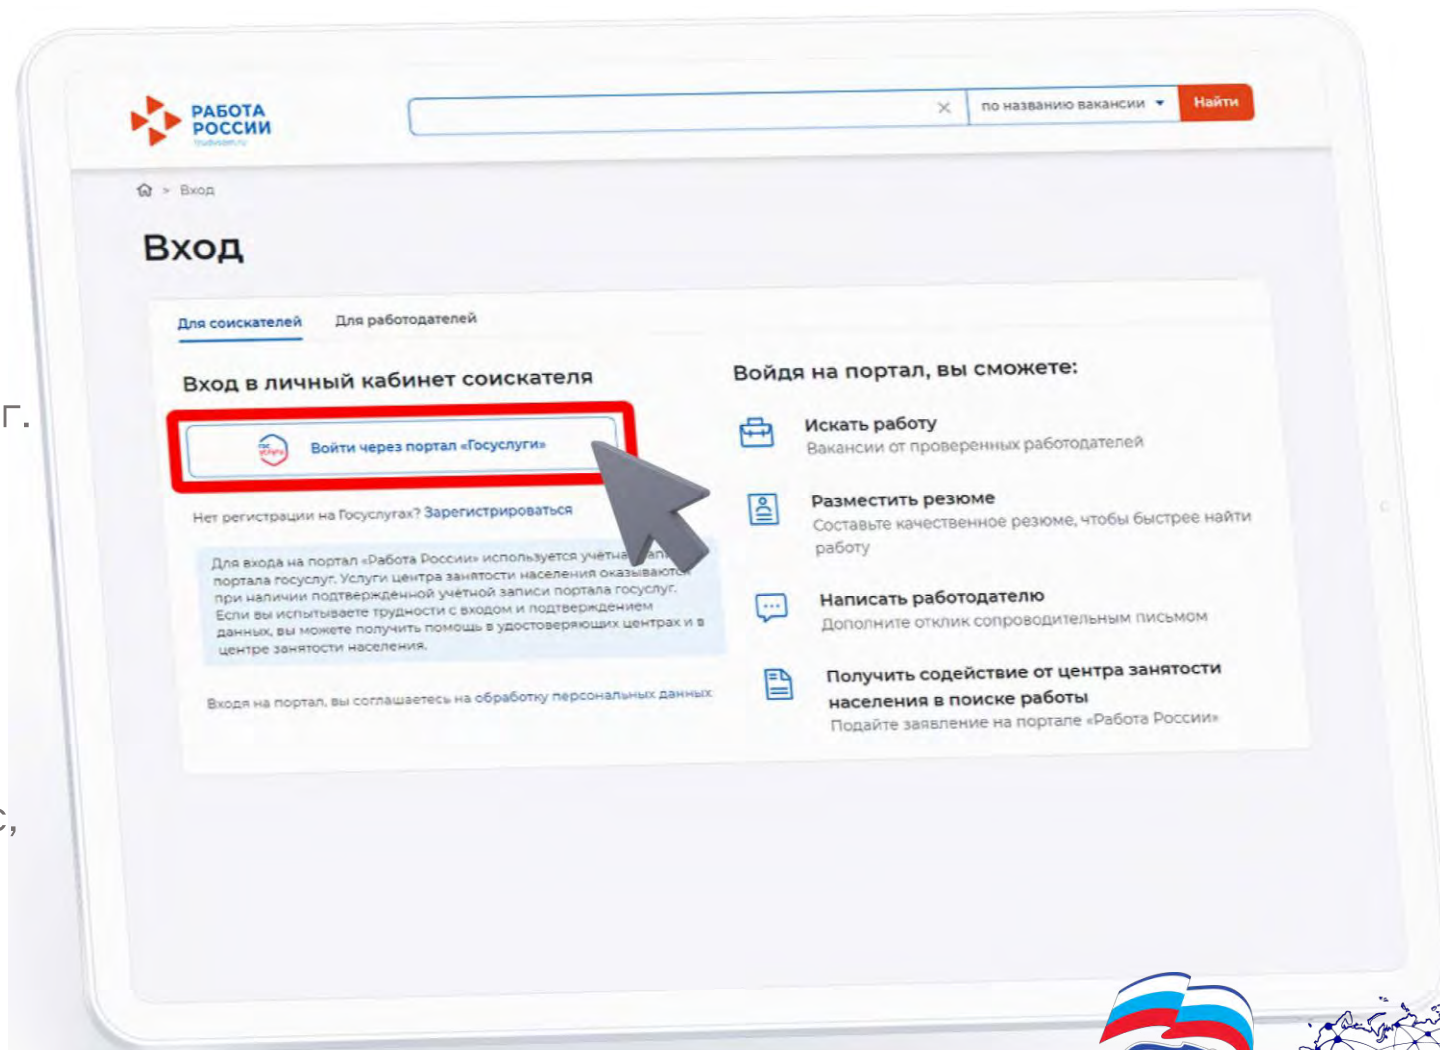 РАБОТА
РОССИИ
trudvsem.ru
× по названию вакансии Найти
> Вход
Вход
Для соискателей Для работодателей
Вход в личный кабинет соискателя
г.
гос
услуги
Войти через портал «Госуслуги»
Нет регистрации на Госуслугах? Зарегистрироваться
Для входа на портал «Работа России» используется учётна
портала госуслуг. Услуги центра занятости населения оказываются
при наличии подтверждённой учётной записи портала госуслуг.
Если вы испытываете трудности с входом и подтверждением
данных, вы можете получить помощь в удостоверяющих центрах и в
центре занятости населения.
Входя на портал, вы соглашаетесь на обработку персональных данных
с,
Войдя на портал, вы сможете:
Искать работу
Вакансии от проверенных работодателей
Разместить резюме
Составьте качественное резюме, чтобы быстрее найти
работу
Написать работодателю
Дополните отклик сопроводительным письмом
Получить содействие от центра занятости
населения в поиске работы
Подайте заявление на портале «Работа России»